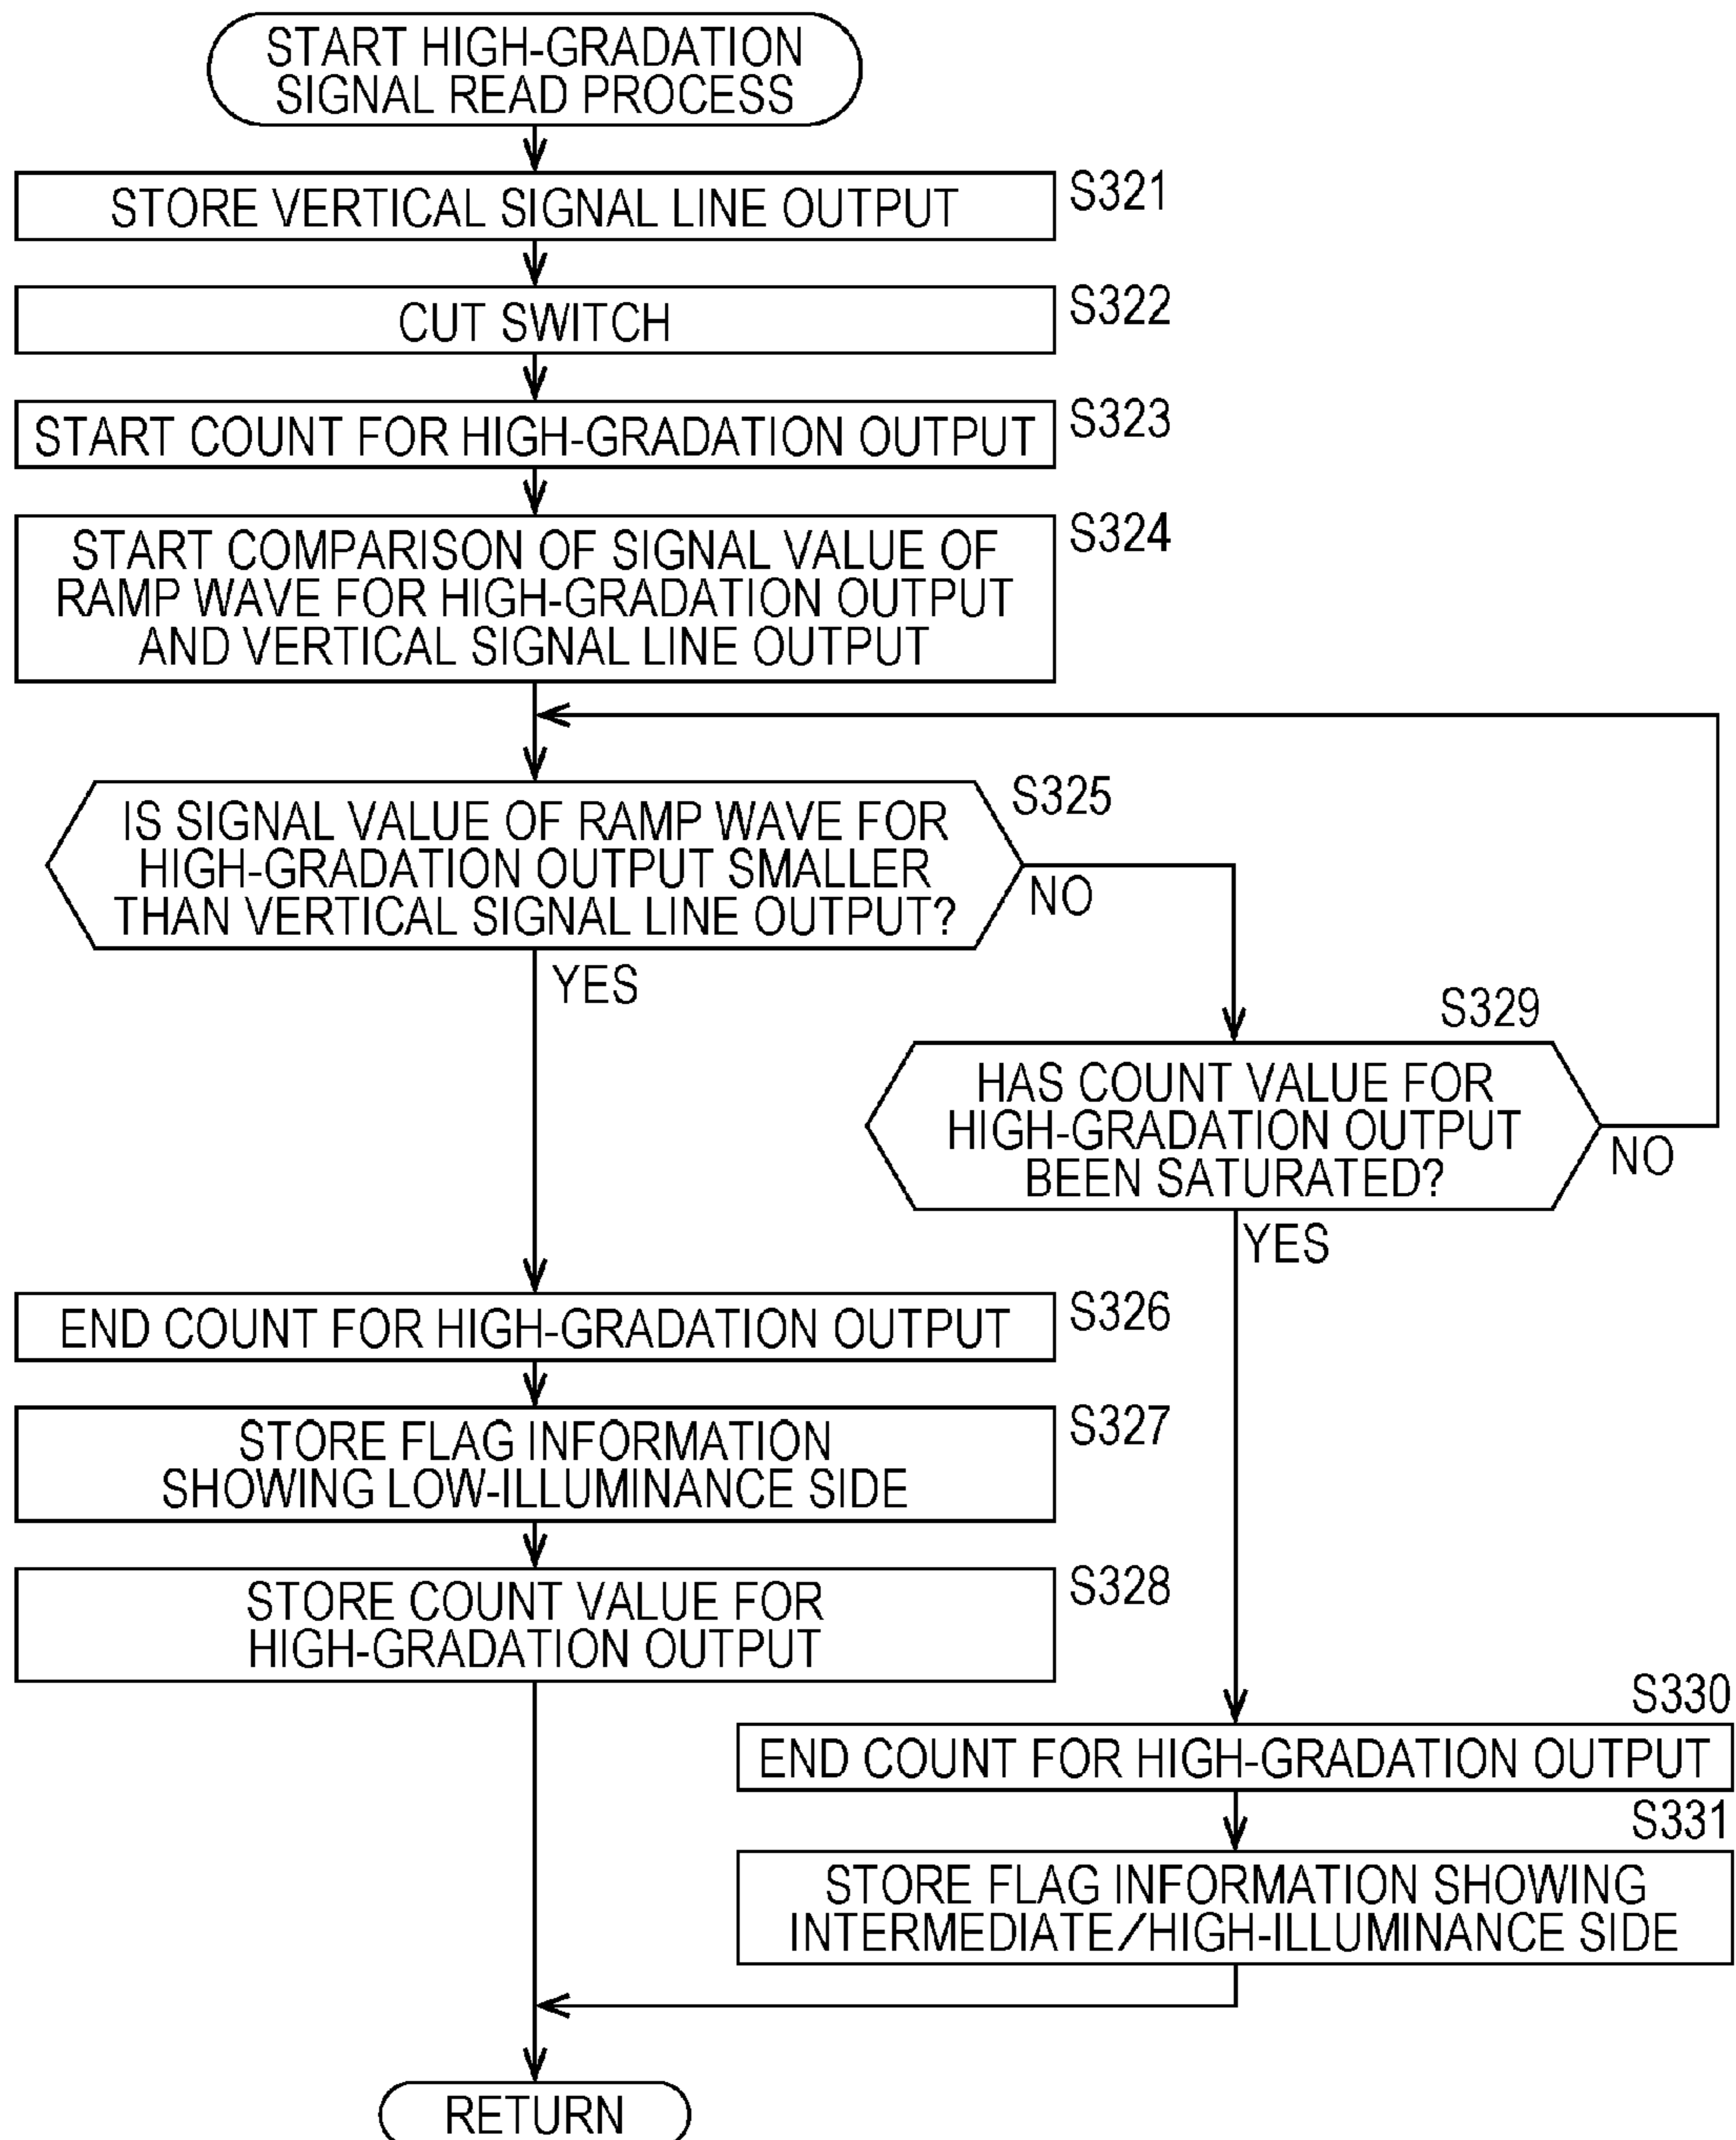 START HIGH-GRADATION
SIGNAL READ PROCESS
STORE VERTICAL SIGNAL LINE OUTPUT
S321
CUT SWITCH
S322
START COUNT FOR HIGH-GRADATION OUTPUT
S323
START COMPARISON OF SIGNAL VALUE OF
RAMP WAVE FOR HIGH-GRADATION OUTPUT
AND VERTICAL SIGNAL LINE OUTPUT
S324
IS SIGNAL VALUE OF RAMP WAVE FOR
HIGH-GRADATION OUTPUT SMALLER
THAN VERTICAL SIGNAL LINE OUTPUT?
S325
NO
YES
S329
HAS COUNT VALUE FOR
HIGH-GRADATION OUTPUT
BEEN SATURATED?
NO
YES
END COUNT FOR HIGH-GRADATION OUTPUT
S326
STORE FLAG INFORMATION
SHOWING LOW-ILLUMINANCE SIDE
S327
STORE COUNT VALUE FOR
HIGH-GRADATION OUTPUT
S328
S330
END COUNT FOR HIGH-GRADATION OUTPUT
S331
STORE FLAG INFORMATION SHOWING
INTERMEDIATE/HIGH-ILLUMINANCE SIDE
RETURN